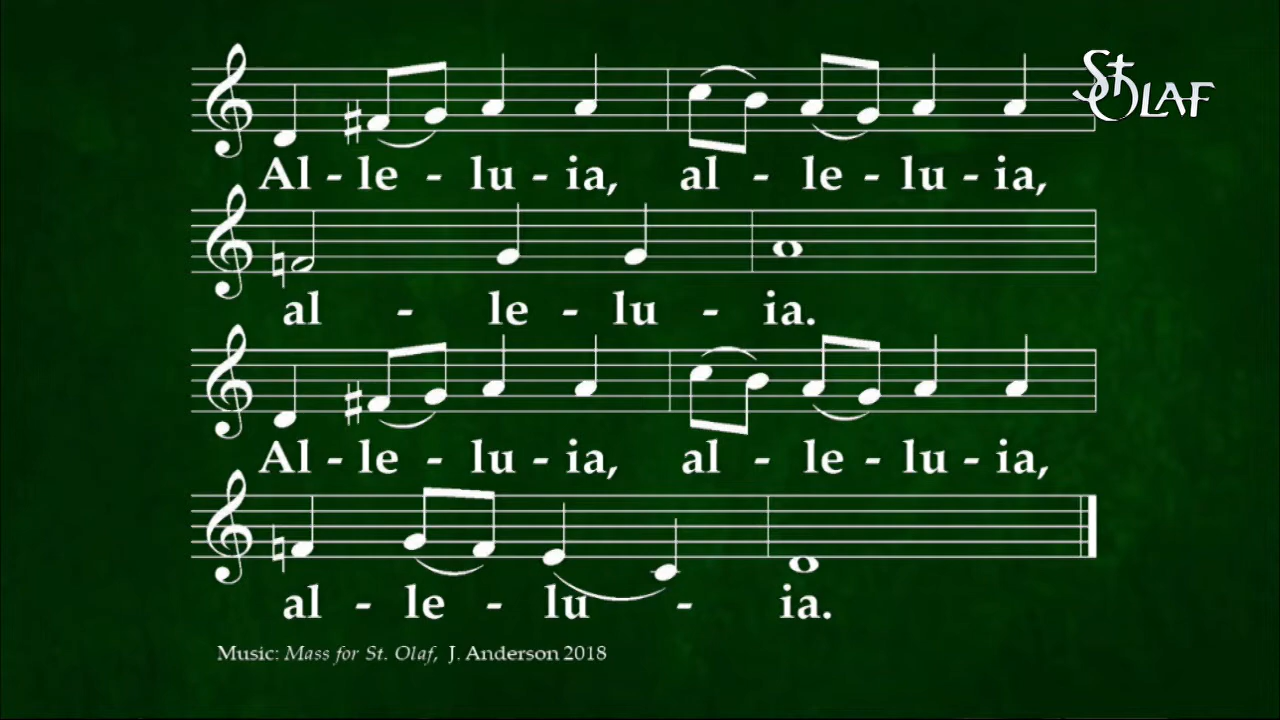 St OLAF
Al - le - lu - ia, al - le - lu - ia,
al - le - lu - ia.
Al - le - lu - ia, al - le - lu - ia,
al - le - lu - ia.
Music: Mass for St. Olaf, J. Anderson 2018